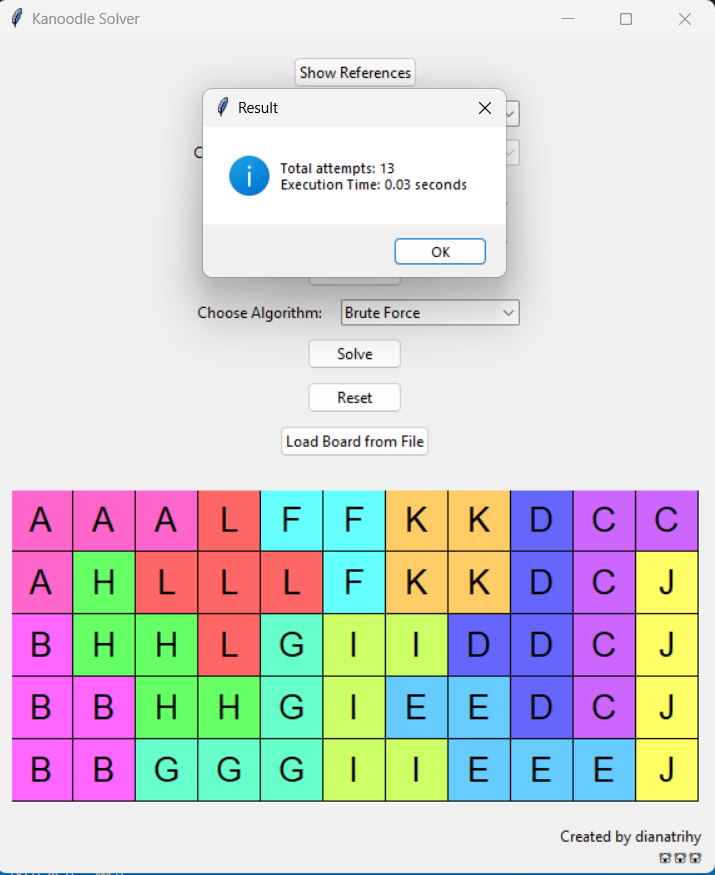 Kanoodle Solver
Show References
Result
C
Total attempts: 13
Execution Time: 0.03 seconds
OK
Choose Algorithm: Brute Force
Solve
Reset
Load Board from File
A A A L F F K K D C C
A H L L L F K K D C J
B H H L G I I D D C J
B B H H G I E E D C J
B B G G G I I E E E J
Created by dianatrihy